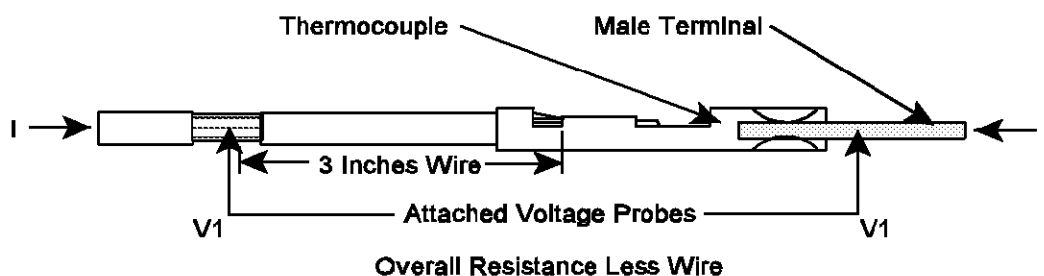 Thermocouple
Male Terminal
I
3 Inches Wire
Attached Voltage Probes
V1
V1
Overall Resistance Less Wire